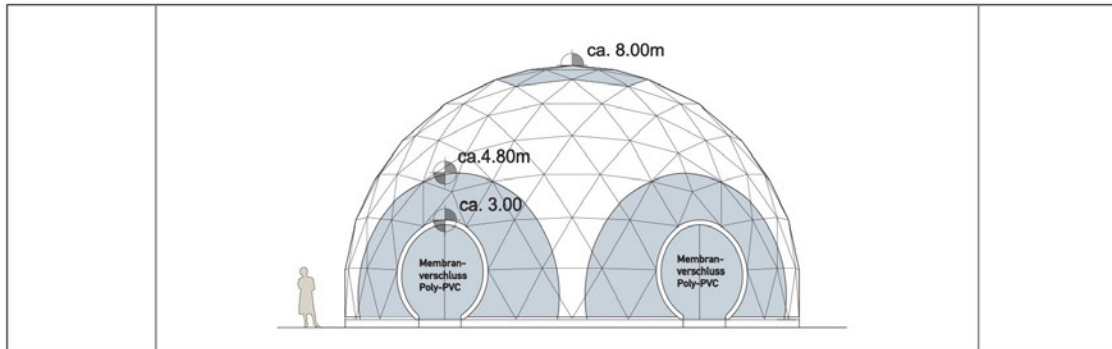 ca. 8.00m
ca.4.80m
ca. 3.00
Membran-
verschluss
Poly-PVC
Membran-
verschluss
Poly-PVC